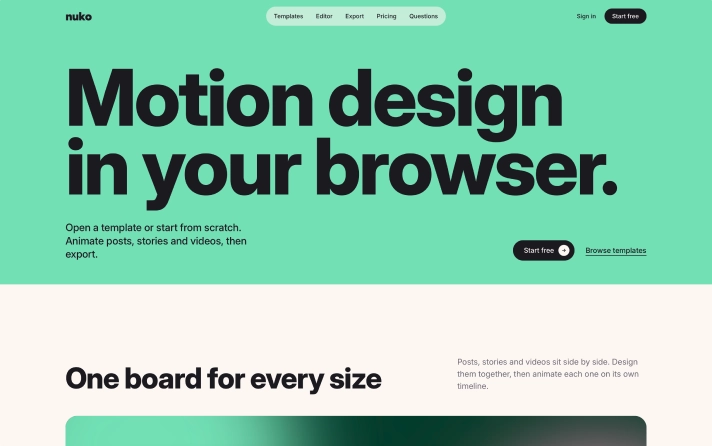 nuko
Templates Editor Export Pricing Questions
Sign in Start free
Motion design
in your browser.
Open a template or start from scratch.
Animate posts, stories and videos, then
export.
Start free Browse templates
One board for every size
Posts, stories and videos sit side by side. Design
them together, then animate each one on its own
timeline.